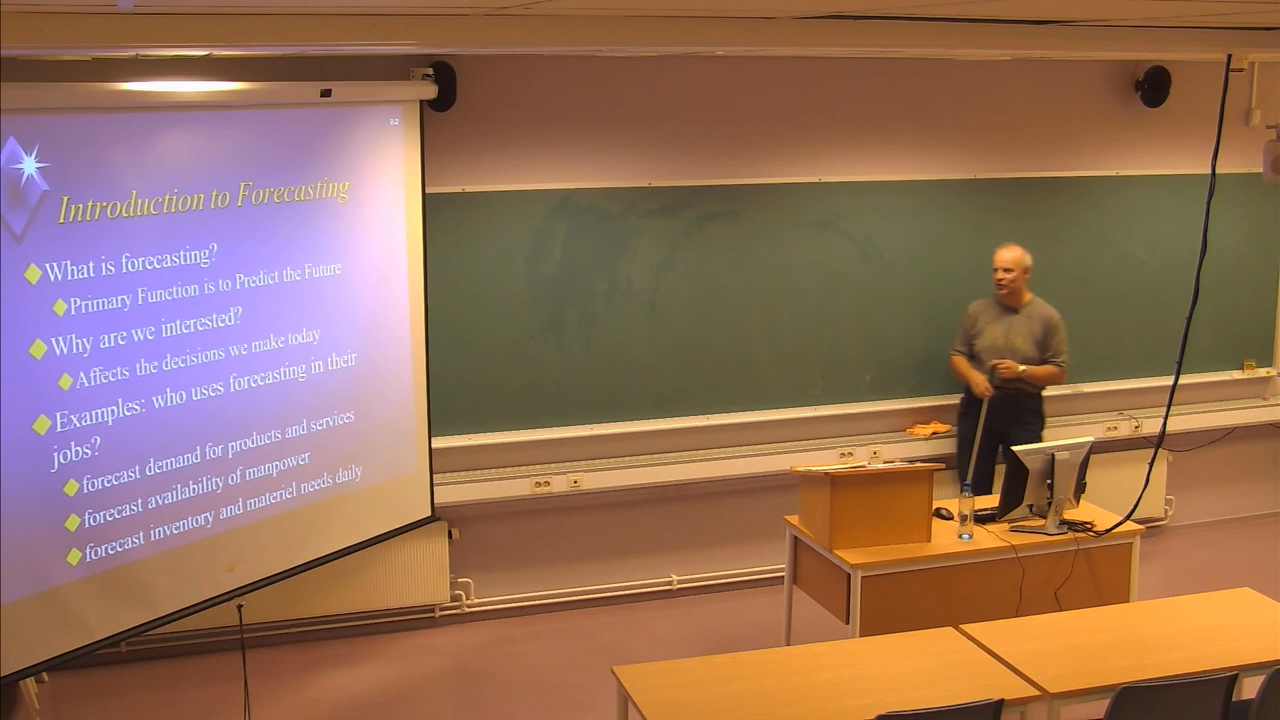 2-2
Introduction to Forecasting
What is forecasting?
Primary Function is to Predict the Future
Why are we interested?
Affects the decisions we make today
Examples: who uses forecasting in their
jobs?
forecast demand for products and services
forecast availability of manpower
forecast inventory and materiel needs daily